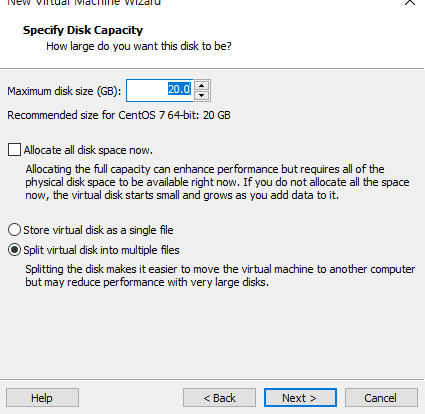 New Virtual Machine Wizard
Specify Disk Capacity
How large do you want this disk to be?
Maximum disk size (GB): 20.0
Recommended size for CentOS 7 64-bit: 20 GB
Allocate all disk space now.
Allocating the full capacity can enhance performance but requires all of the
physical disk space to be available right now. If you do not allocate all the space
now, the virtual disk starts small and grows as you add data to it.
Store virtual disk as a single file
Split virtual disk into multiple files
Splitting the disk makes it easier to move the virtual machine to another computer
but may reduce performance with very large disks.
Help < Back Next > Cancel